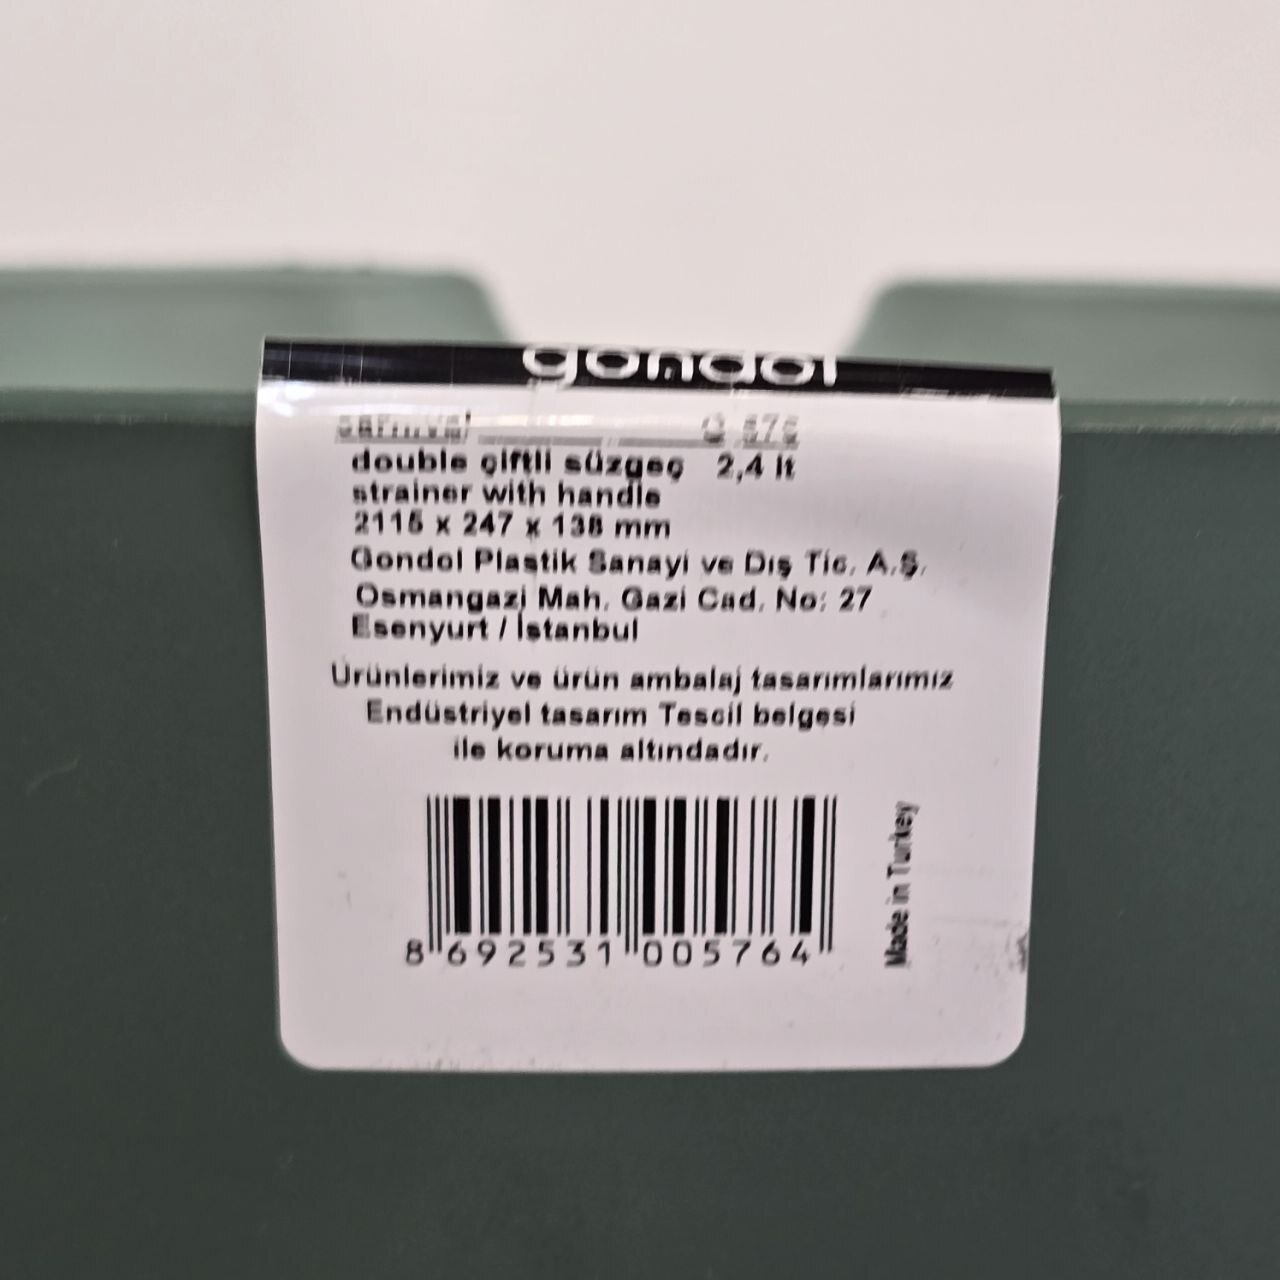 gondol
carnival G 576
double çiftli süzgeç 2,4 lt
strainer with handle
2115 x 247 x 138 mm
Gondol Plastik Sanayi ve Dış Tic. A.Ş.
Osmangazi Mah. Gazi Cad. No: 27
Esenyurt / İstanbul
Ürünlerimiz ve ürün ambalaj tasarımlarımız
Endüstriyel tasarım Tescil belgesi
ile koruma altındadır.
8 692531 005764
Made in Turkey